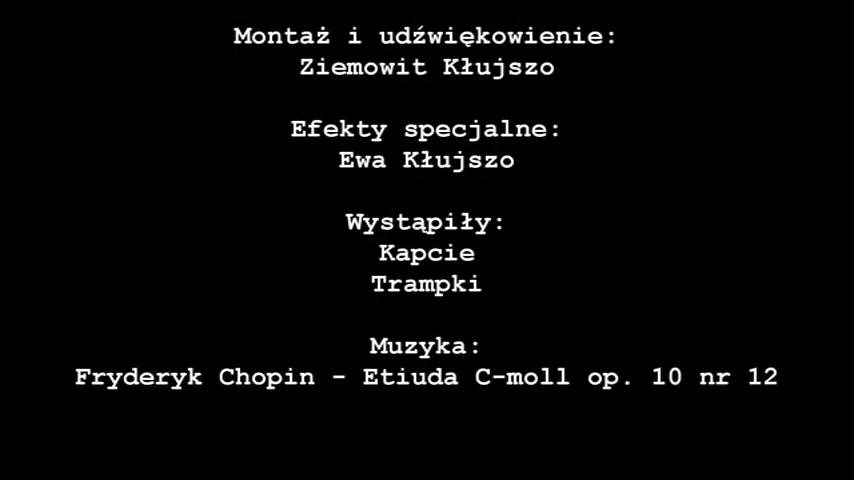 Montaż i udźwiękowienie:
Ziemowit Kłujszo
Efekty specjalne:
Ewa Kłujszo
Wystąpiły:
Kapcie
Trampki
Muzyka:
Fryderyk Chopin - Etiuda C-moll op. 10 nr 12